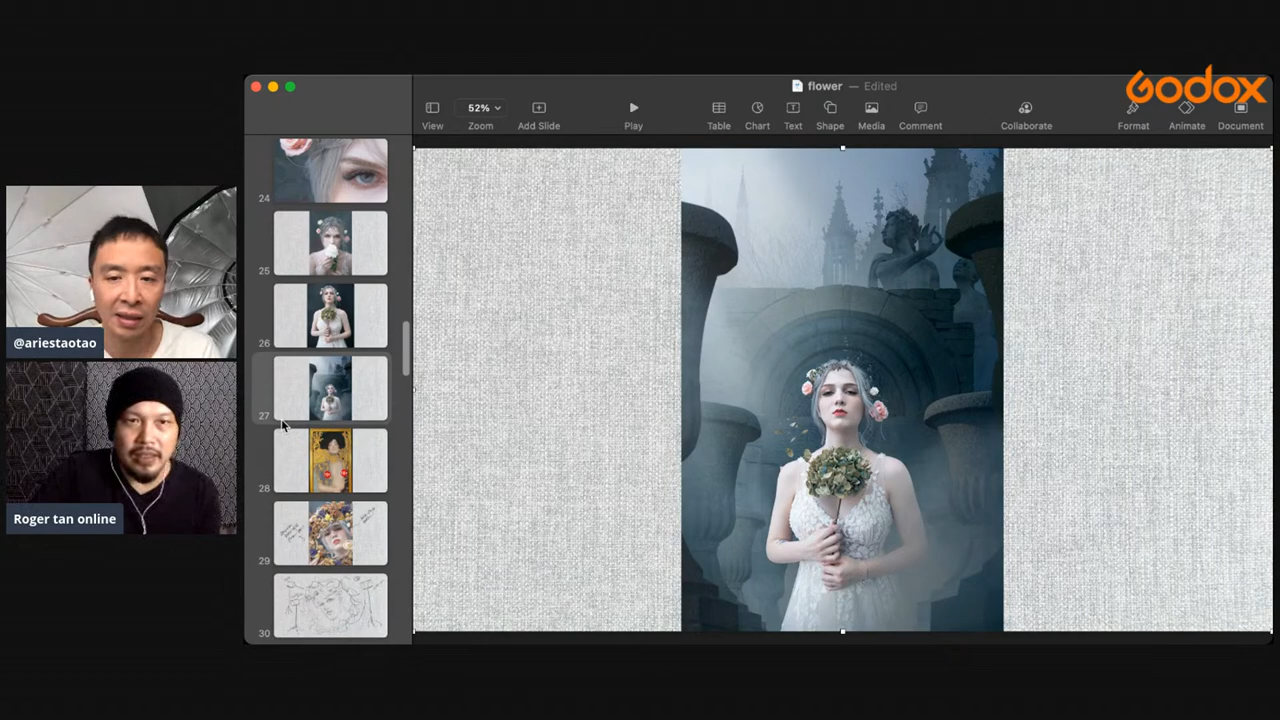 GODOX
flower — Edited
52%
View
Zoom
Add Slide
Play
Table
Chart
Text
Shape
Media
Comment
Collaborate
Format
Animate
Document
24
25
26
27
28
29
30
@ariestaotao
Roger tan online